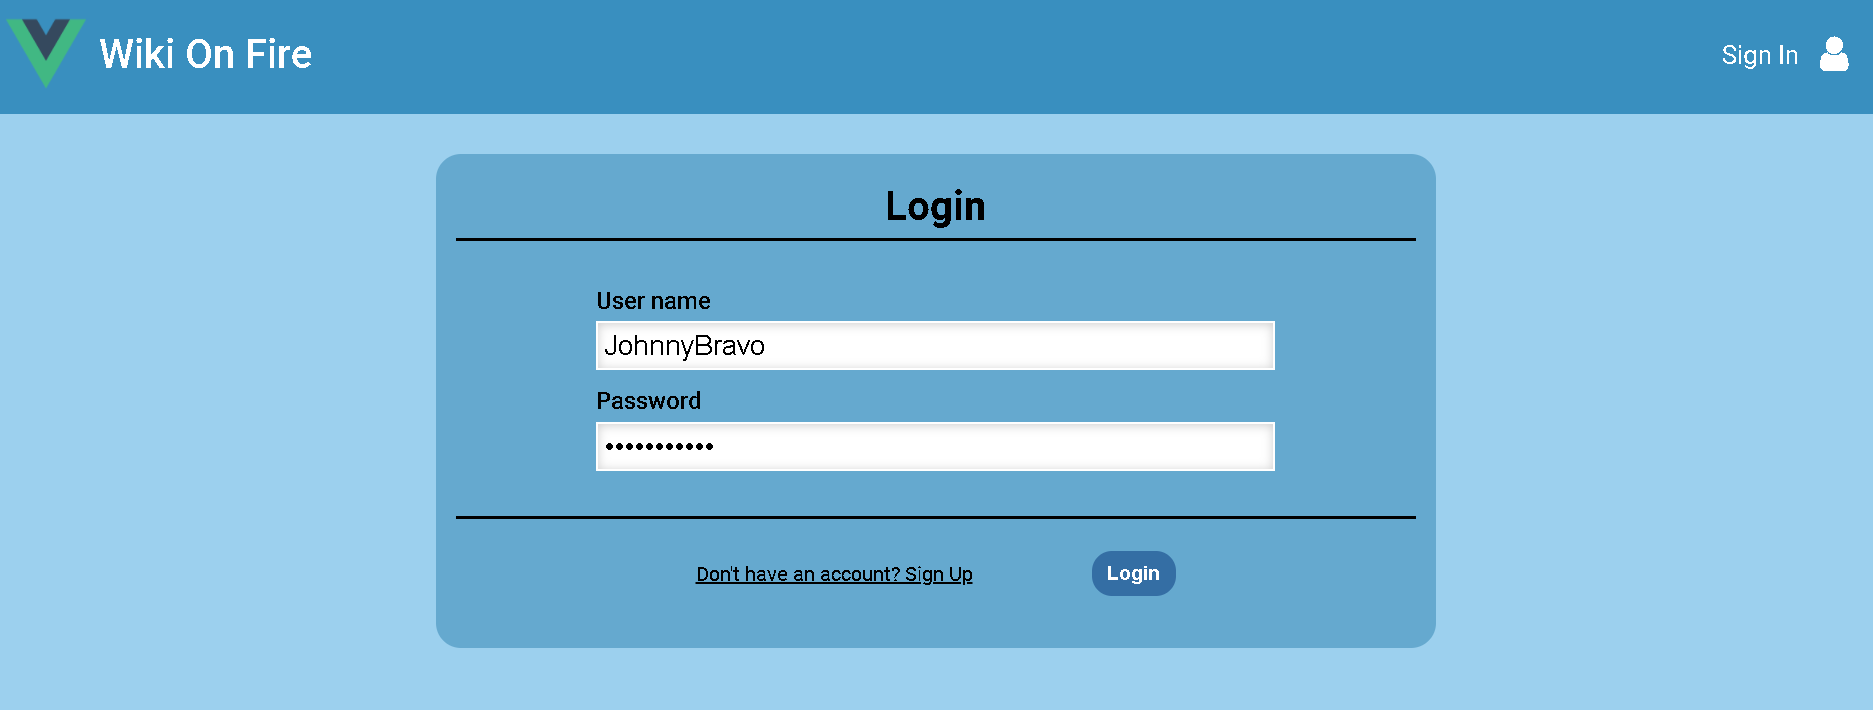 Wiki On Fire
Sign In
Login
User name
JohnnyBravo
Password
•••••••••••
Don't have an account? Sign Up
Login